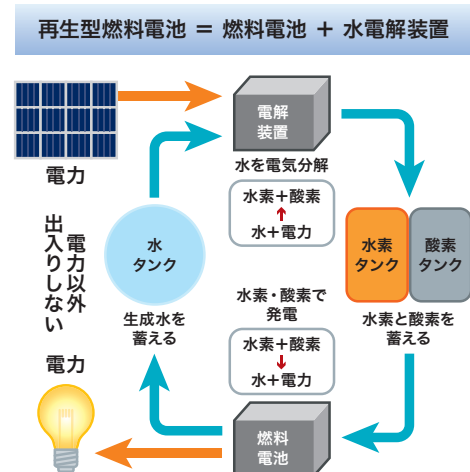 再生型燃料電池 ＝ 燃料電池 ＋ 水電解装置
電力
電解
装置
水を電気分解
水素＋酸素
水＋電力
水素
タンク
酸素
タンク
水素と酸素を
蓄える
水
タンク
生成水を
蓄える
電力以外
出入りしない
水素・酸素で
発電
水素＋酸素
水＋電力
電力
燃料
電池